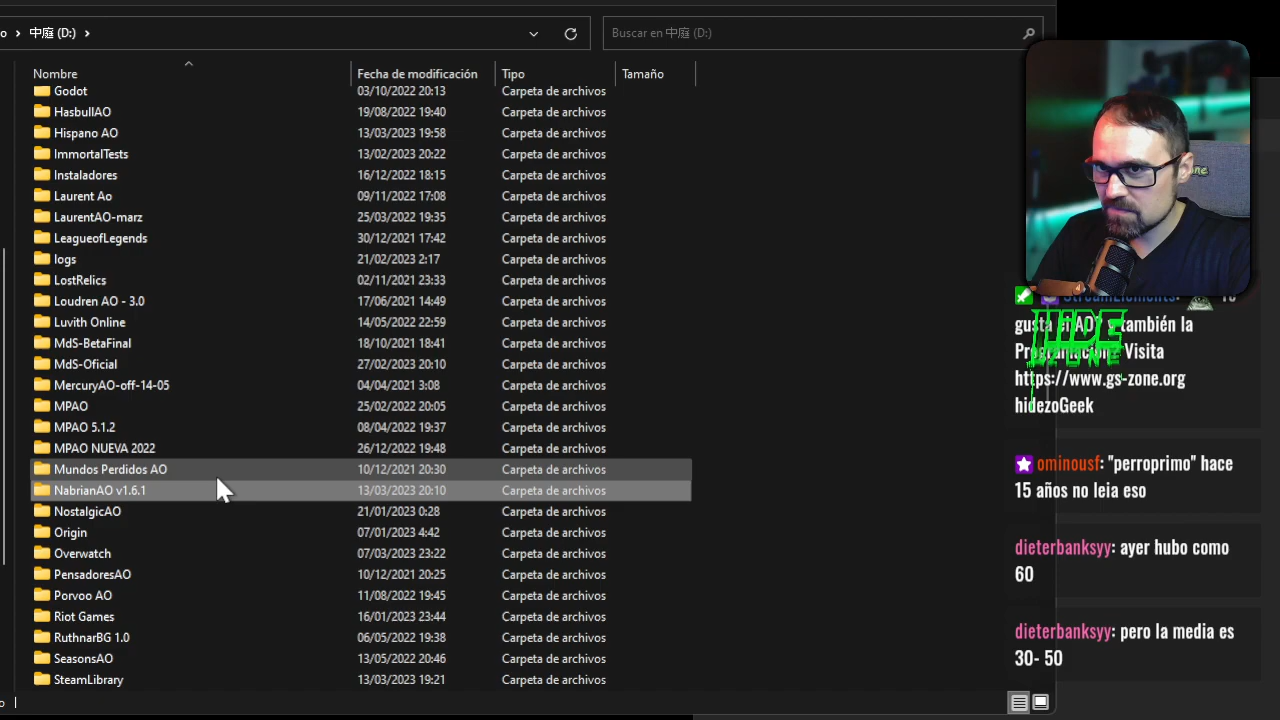 o > 中庭 (D:) >
Buscar en 中庭 (D:)
Nombre Fecha de modificación Tipo Tamaño
Godot 03/10/2022 20:13 Carpeta de archivos
HasbullAO 19/08/2022 19:40 Carpeta de archivos
Hispano AO 13/03/2023 19:58 Carpeta de archivos
ImmortalTests 13/02/2023 20:22 Carpeta de archivos
Instaladores 16/12/2022 18:15 Carpeta de archivos
Laurent Ao 09/11/2022 17:08 Carpeta de archivos
LaurentAO-marz 25/03/2022 19:35 Carpeta de archivos
LeagueofLegends 30/12/2021 17:42 Carpeta de archivos
logs 21/02/2023 2:17 Carpeta de archivos
LostRelics 02/11/2021 23:33 Carpeta de archivos
Loudren AO - 3.0 17/06/2021 14:49 Carpeta de archivos
Luvith Online 14/05/2022 22:59 Carpeta de archivos
MdS-BetaFinal 18/10/2021 18:41 Carpeta de archivos
MdS-Oficial 27/02/2023 20:10 Carpeta de archivos
MercuryAO-off-14-05 04/04/2021 3:08 Carpeta de archivos
MPAO 25/02/2022 20:05 Carpeta de archivos
MPAO 5.1.2 08/04/2022 19:37 Carpeta de archivos
MPAO NUEVA 2022 26/12/2022 19:48 Carpeta de archivos
Mundos Perdidos AO 10/12/2021 20:30 Carpeta de archivos
NabrianAO v1.6.1 13/03/2023 20:10 Carpeta de archivos
NostalgicAO 21/01/2023 0:28 Carpeta de archivos
Origin 07/01/2023 4:42 Carpeta de archivos
Overwatch 07/03/2023 23:22 Carpeta de archivos
PensadoresAO 10/12/2021 20:25 Carpeta de archivos
Porvoo AO 11/08/2022 19:45 Carpeta de archivos
Riot Games 16/01/2023 23:44 Carpeta de archivos
RuthnarBG 1.0 06/05/2022 19:38 Carpeta de archivos
SeasonsAO 13/05/2022 20:46 Carpeta de archivos
SteamLibrary 13/03/2023 19:21 Carpeta de archivos
o |
StreamElements:
gusta el AO? y también la
Programación? Visita
https://www.gs-zone.org
hidezoGeek
HIDE
ZONE
ominousf: "perroprimo" hace
15 años no leia eso
dieterbanksyy: ayer hubo como
60
dieterbanksyy: pero la media es
30- 50